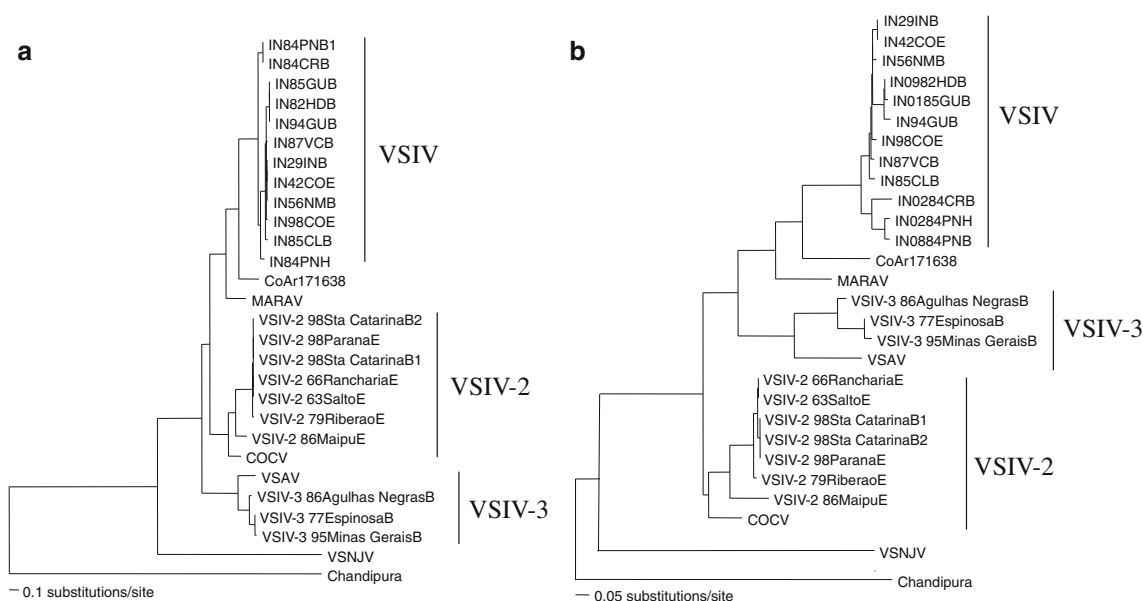 a
IN84PNB1
IN84CRB
IN85GUB
IN82HDB
IN94GUB
IN87VCB
IN29INB
IN42COE
IN56NMB
IN98COE
IN85CLB
IN84PNH
VSIV
CoAr171638
MARAV
VSIV-2 98Sta CatarinaB2
VSIV-2 98ParanaE
VSIV-2 98Sta CatarinaB1
VSIV-2 66RanchariaE
VSIV-2 63SaltoE
VSIV-2 79RiberaoE
VSIV-2 86MaipuE
COCV
VSIV-2
VSAV
VSIV-3 86Agulhas NegrasB
VSIV-3 77EspinosaB
VSIV-3 95Minas GeraisB
VSIV-3
VSNJV
Chandipura
0.1 substitutions/site
b
IN29INB
IN42COE
IN56NMB
IN0982HDB
IN0185GUB
IN94GUB
IN98COE
IN87VCB
IN85CLB
IN0284CRB
IN0284PNH
IN0884PNB
VSIV
CoAr171638
MARAV
VSIV-3 86Agulhas NegrasB
VSIV-3 77EspinosaB
VSIV-3 95Minas GeraisB
VSAV
VSIV-3
VSIV-2 66RanchariaE
VSIV-2 63SaltoE
VSIV-2 98Sta CatarinaB1
VSIV-2 98Sta CatarinaB2
VSIV-2 98ParanaE
VSIV-2 79RiberaoE
VSIV-2 86MaipuE
COCV
VSIV-2
VSNJV
Chandipura
0.05 substitutions/site